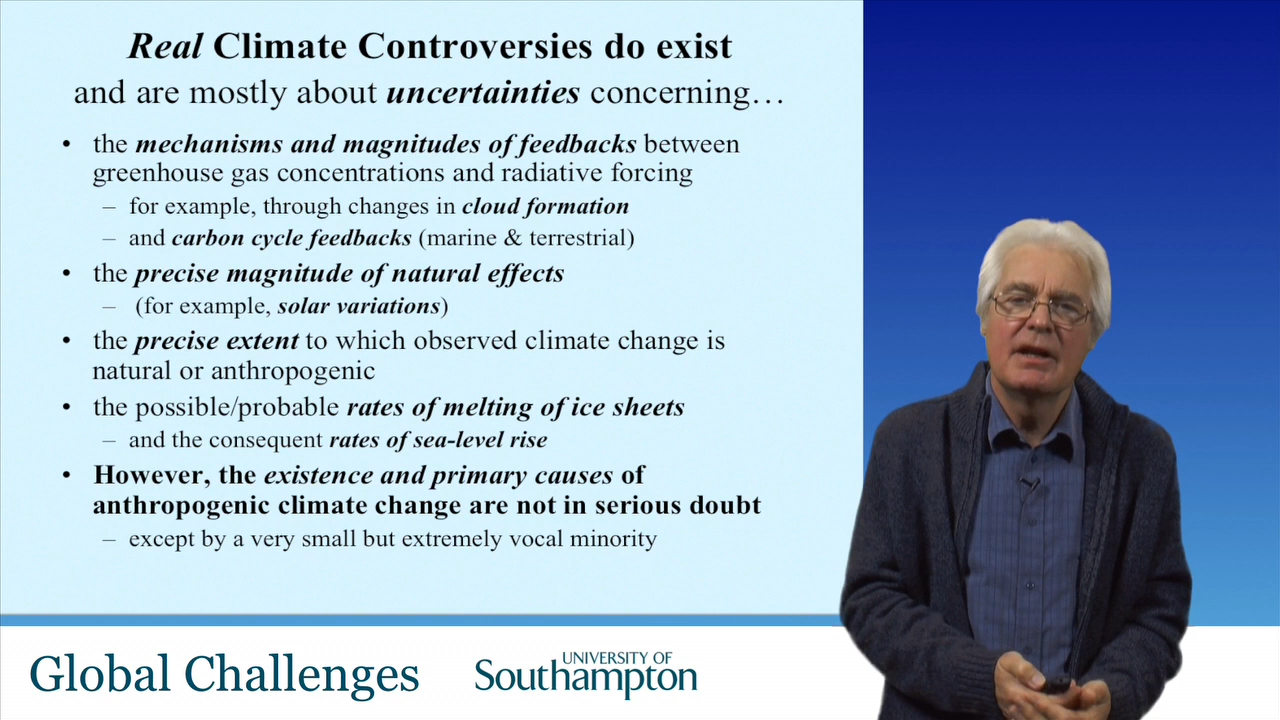 Real Climate Controversies do exist
and are mostly about uncertainties concerning…
• the mechanisms and magnitudes of feedbacks between
greenhouse gas concentrations and radiative forcing
– for example, through changes in cloud formation
– and carbon cycle feedbacks (marine & terrestrial)
• the precise magnitude of natural effects
– (for example, solar variations)
• the precise extent to which observed climate change is
natural or anthropogenic
• the possible/probable rates of melting of ice sheets
– and the consequent rates of sea-level rise
• However, the existence and primary causes of
anthropogenic climate change are not in serious doubt
– except by a very small but extremely vocal minority
Global Challenges
UNIVERSITY OF
Southampton